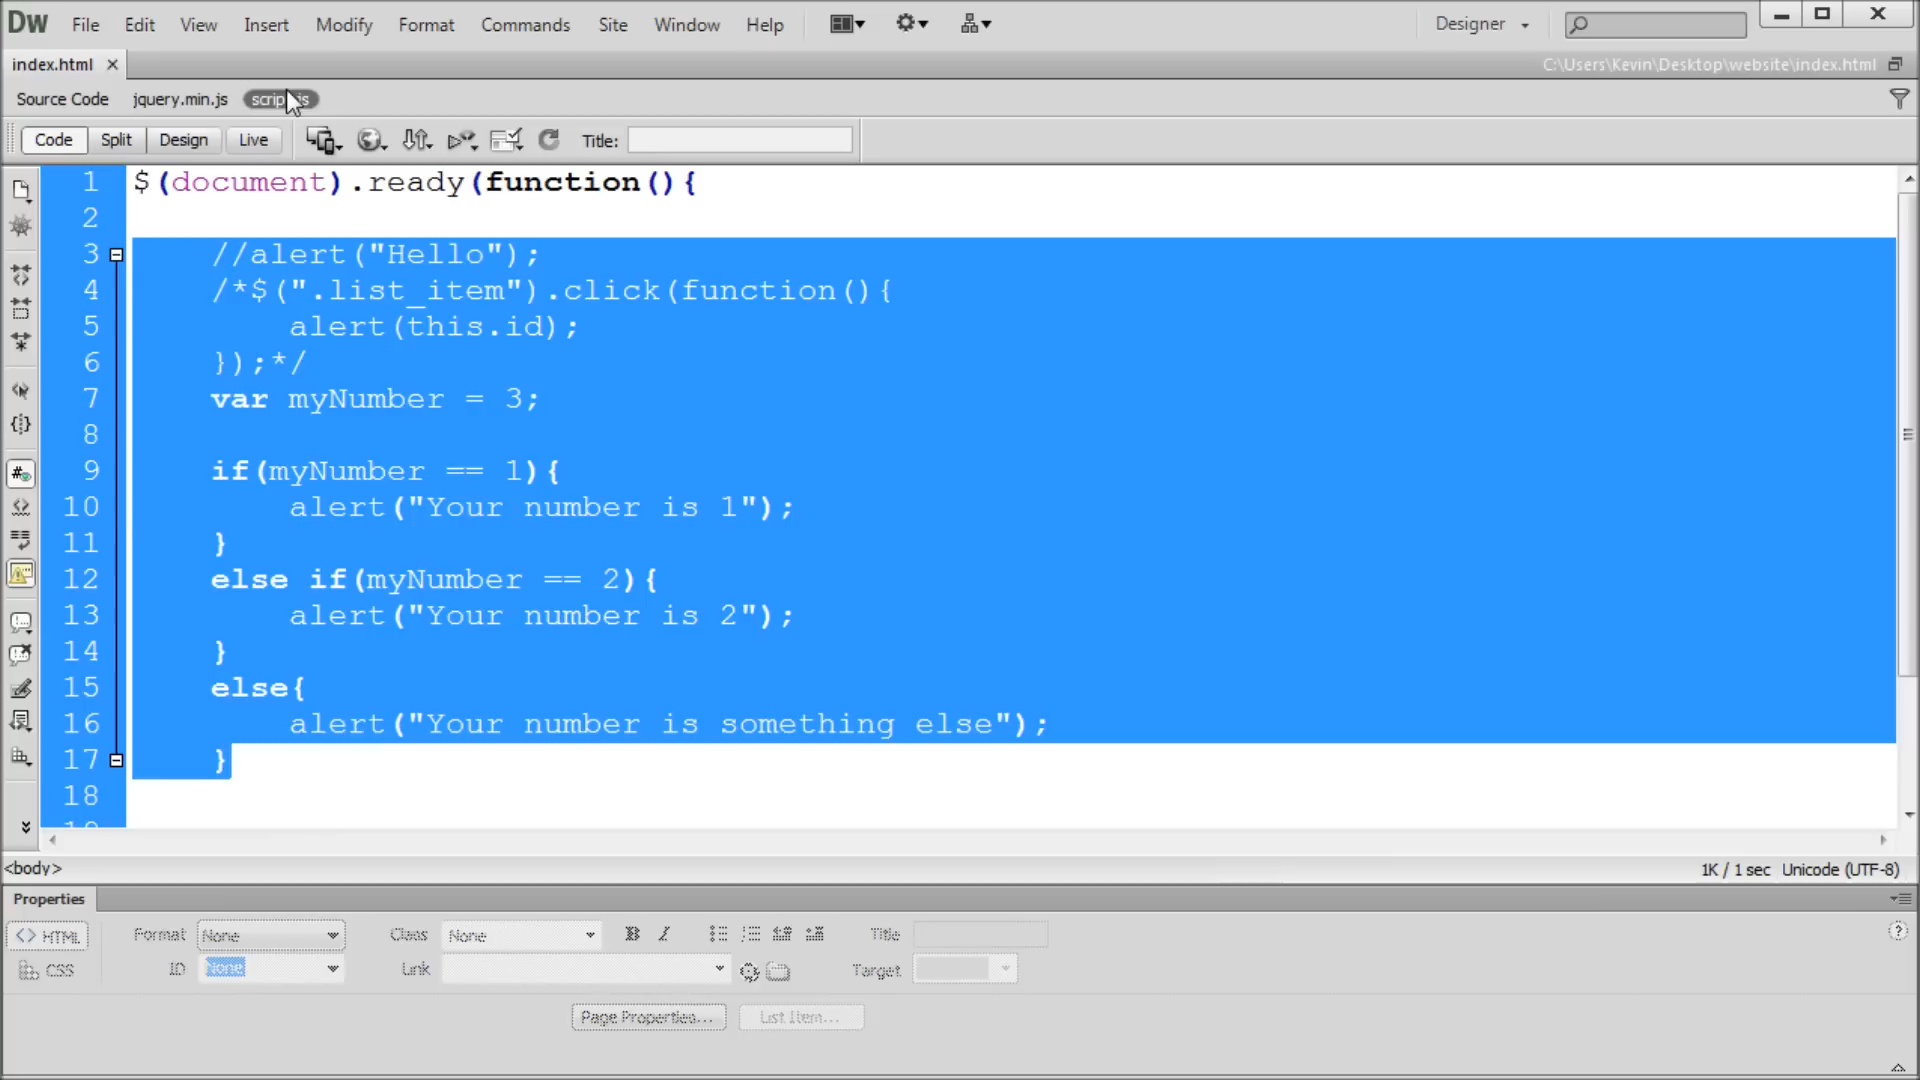 Dw File Edit View Insert Modify Format Commands Site Window Help Designer
index.html C:\Users\Kevin\Desktop\website\index.html
Source Code jquery.min.js
Code Split Design Live Title:
1 $(document).ready(function(){
2
3 //alert("Hello");
4 /*$(".list_item").click(function(){
5 alert(this.id);
6 });*/
7 var myNumber = 3;
8
9 if(myNumber == 1){
10 alert("Your number is 1");
11 }
12 else if(myNumber == 2){
13 alert("Your number is 2");
14 }
15 else{
16 alert("Your number is something else");
17 }
18
<body> 1K / 1 sec Unicode (UTF-8)
Properties
<> HTML Format None Class None B I Title
CSS ID None Link Target
Page Properties... List Item...